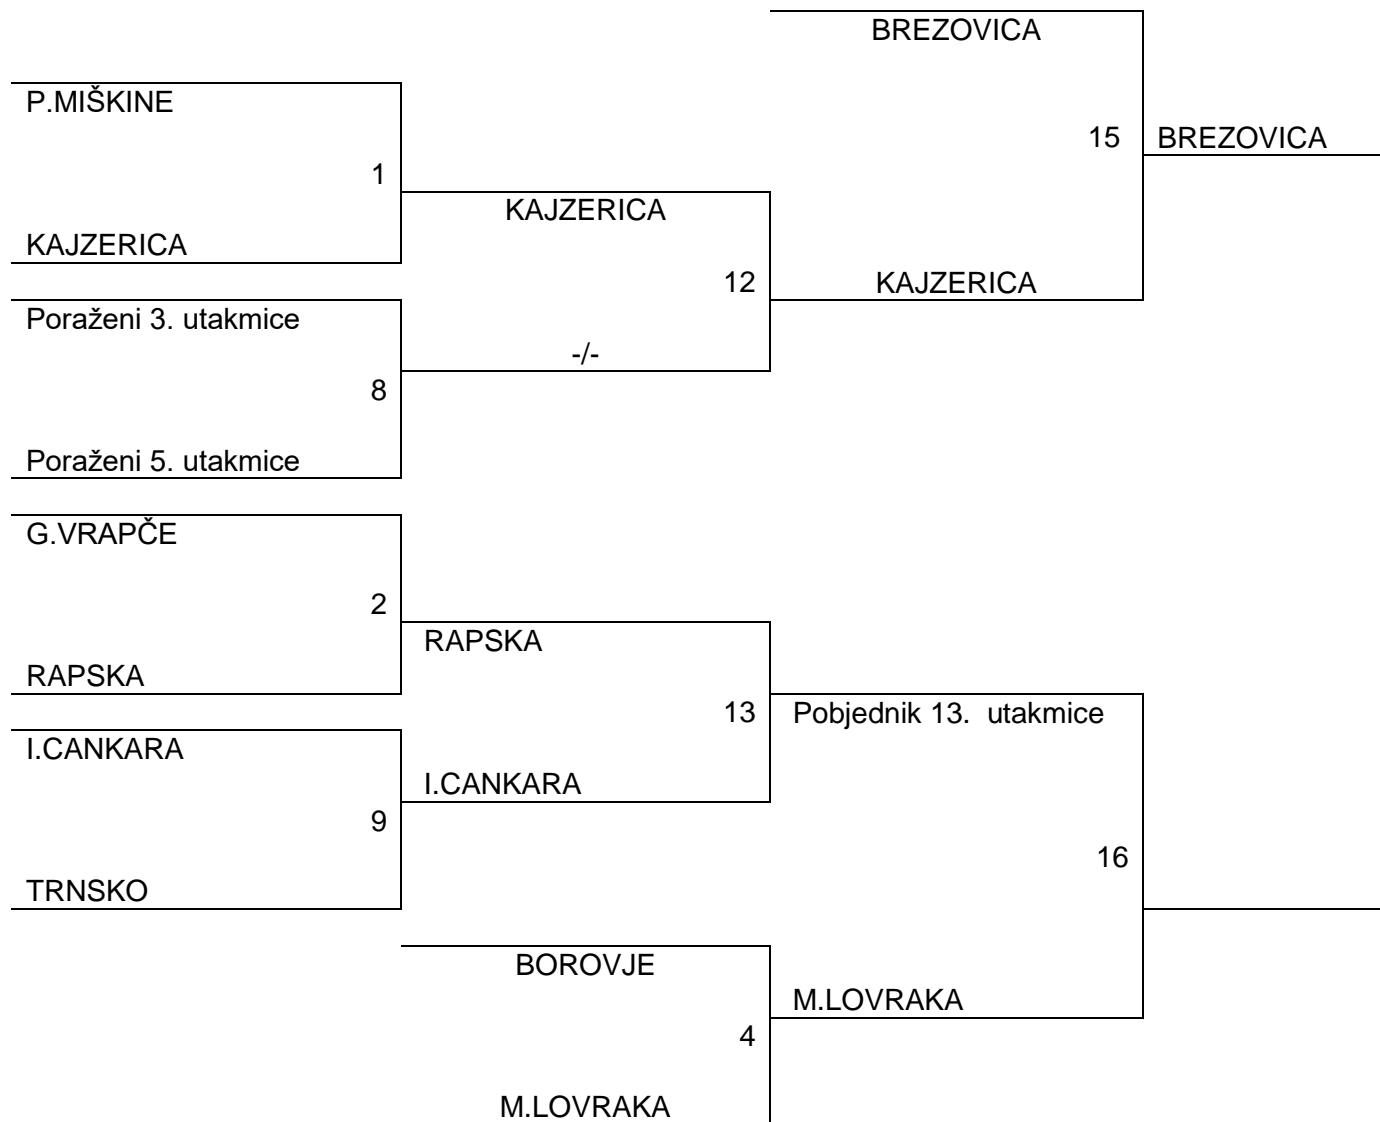 BREZOVICA
P.MIŠKINE
15 BREZOVICA
1
KAJZERICA
KAJZERICA
12 KAJZERICA
Poraženi 3. utakmice
-/-
8
Poraženi 5. utakmice
G.VRAPČE
2
RAPSKA
RAPSKA
13 Pobjednik 13. utakmice
I.CANKARA
I.CANKARA
9
16
TRNSKO
BOROVJE
M.LOVRAKA
4
M.LOVRAKA